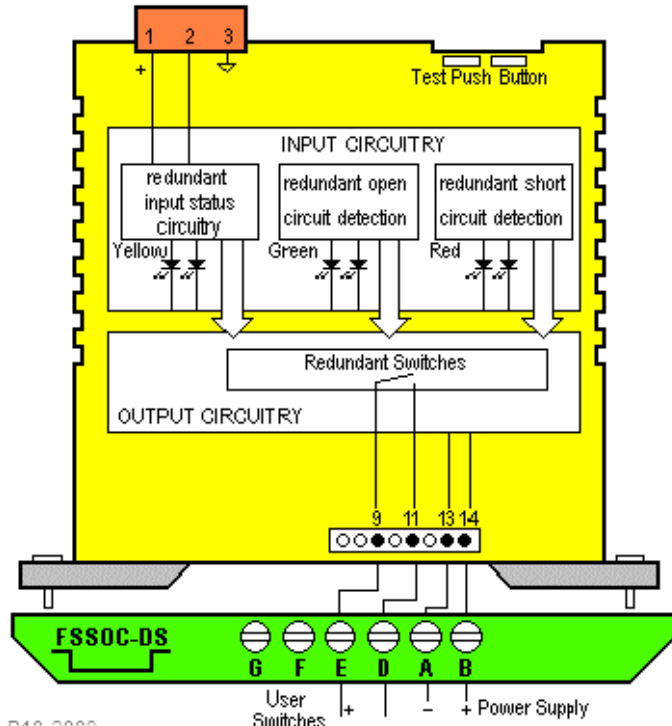 1 2 3
+
Test Push Button
INPUT CIRCUITRY
redundant
input status
circuitry
redundant open
circuit detection
redundant short
circuit detection
Yellow
Green
Red
Redundant Switches
OUTPUT CIRCUITRY
9 11 13 14
FSSOC-DS
G F E D A B
User
Switches
+ - + Power Supply